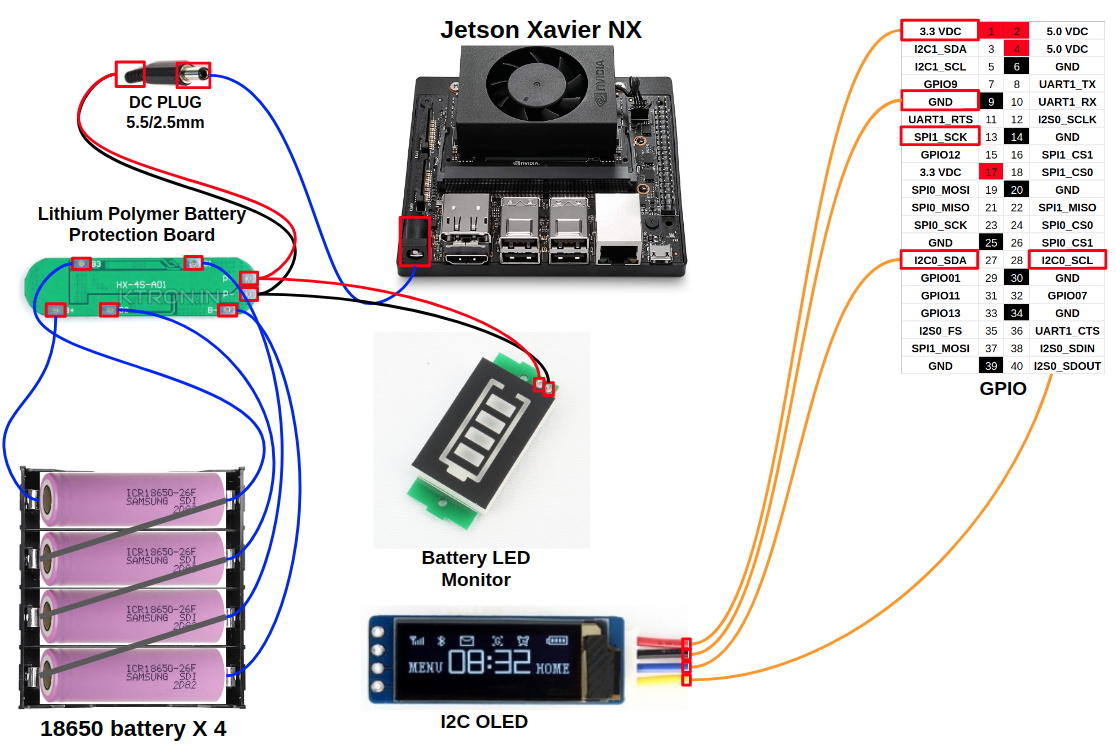 Jetson Xavier NX
DC PLUG
5.5/2.5mm
NVIDIA
NVIDIA
Lithium Polymer Battery
Protection Board
HX-4S-A01
KTRON.IN
P-
B-
ICR18650-26F
SAMSUNG SDI
2D82
ICR18650-26F
SAMSUNG SDI
ICR18650-26F
SAMSUNG SDI
ICR18650-26F
SAMSUNG SDI
2D82
18650 battery X 4
Battery LED
Monitor
MENU 08:32 HOME
I2C OLED
3.3 VDC 1 2 5.0 VDC
I2C1_SDA 3 4 5.0 VDC
I2C1_SCL 5 6 GND
GPIO9 7 8 UART1_TX
GND 9 10 UART1_RX
UART1_RTS 11 12 I2S0_SCLK
SPI1_SCK 13 14 GND
GPIO12 15 16 SPI1_CS1
3.3 VDC 17 18 SPI1_CS0
SPI0_MOSI 19 20 GND
SPI0_MISO 21 22 SPI1_MISO
SPI0_SCK 23 24 SPI0_CS0
GND 25 26 SPI0_CS1
I2C0_SDA 27 28 I2C0_SCL
GPIO01 29 30 GND
GPIO11 31 32 GPIO07
GPIO13 33 34 GND
I2S0_FS 35 36 UART1_CTS
SPI1_MOSI 37 38 I2S0_SDIN
GND 39 40 I2S0_SDOUT
GPIO